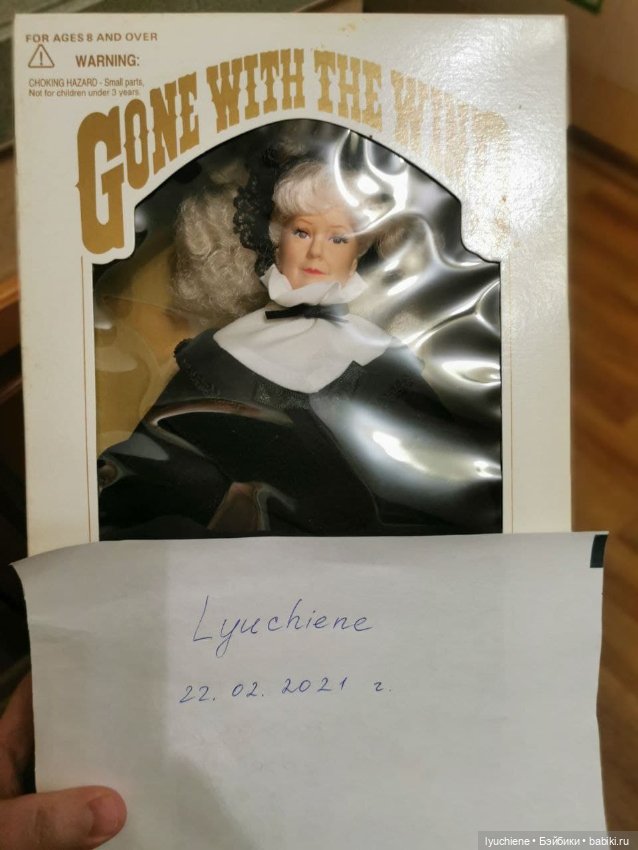 FOR AGES 8 AND OVER
WARNING:
CHOKING HAZARD - Small parts.
Not for children under 3 years.
GONE WITH THE WIND
Lyuchiene
22. 02. 2021 г.
lyuchiene • Бэйбики • babiki.ru